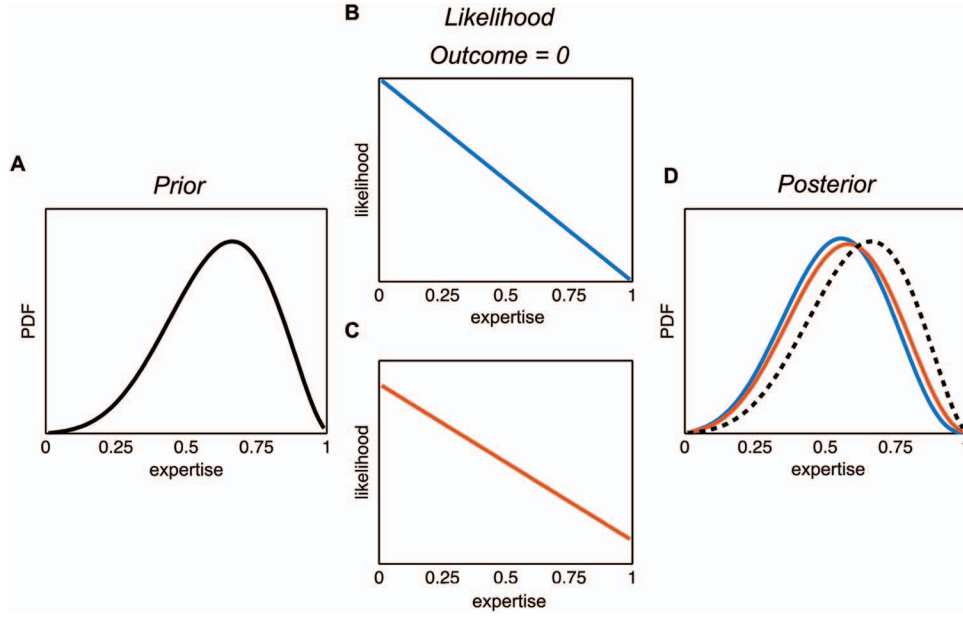 A
Prior
PDF
0 0.25 0.5 0.75 1
expertise
B
Likelihood
Outcome = 0
likelihood
0 0.25 0.5 0.75 1
expertise
C
likelihood
0 0.25 0.5 0.75 1
expertise
D
Posterior
PDF
0 0.25 0.5 0.75 1
expertise